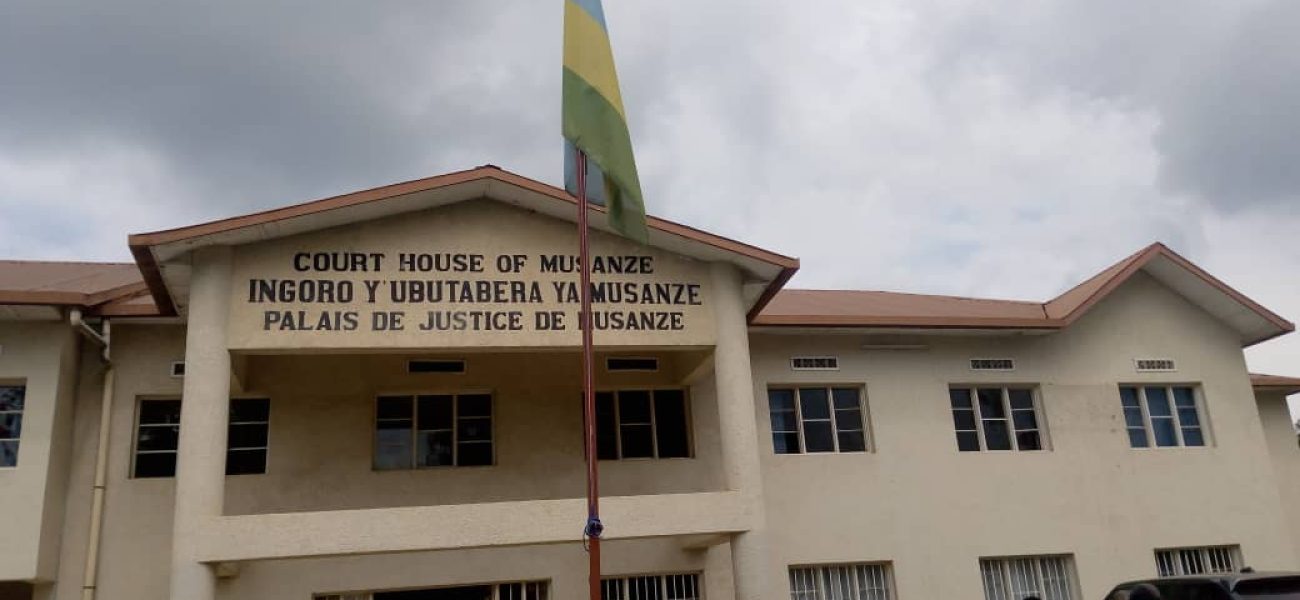 COURT HOUSE OF MUSANZE
INGORO Y'UBUTABERA YA MUSANZE
PALAIS DE JUSTICE DE MUSANZE